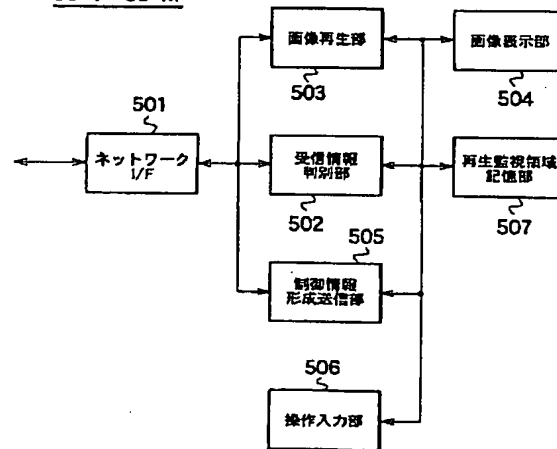 画像再生部
503
画像表示部
504
501
ネットワーク
I/F
受信情報
判別部
502
再生監視領域
記憶部
507
505
制御情報
形成送信部
506
操作入力部